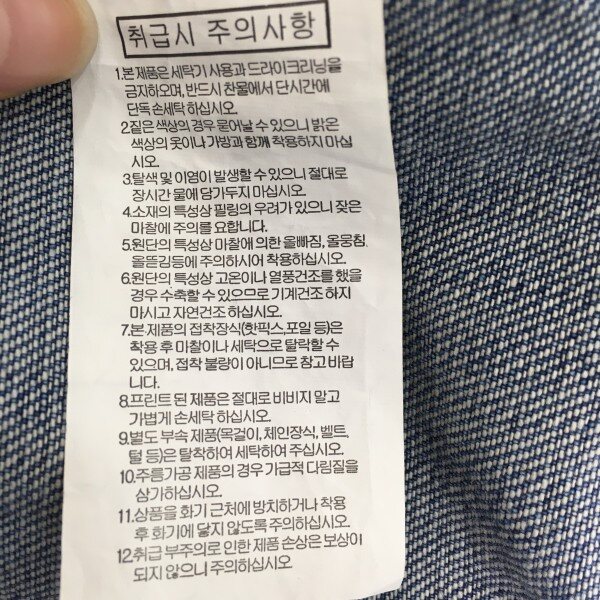 취급시 주의사항
1.본 제품은 세탁기 사용과 드라이크리닝을
금지하오며, 반드시 찬물에서 단시간에
단독 손세탁 하십시오.
2.짙은 색상의 경우 묻어날 수 있으니 밝은
색상의 옷이나 가방과 함께 착용하지 마십
시오.
3.탈색 및 이염이 발생할 수 있으니 절대로
장시간 물에 담가두지 마십시오.
4.소재의 특성상 필링의 우려가 있으니 잦은
마찰에 주의를 요합니다.
5.원단의 특성상 마찰에 의한 올빠짐, 올뭉침,
올뜯김등에 주의하시어 착용하십시오.
6.원단의 특성상 고온이나 열풍건조를 했을
경우 수축할 수 있으므로 기계건조 하지
마시고 자연건조 하십시오.
7.본 제품의 접착장식(핫픽스,포일 등)은
착용 후 마찰이나 세탁으로 탈락할 수
있으며, 접착 불량이 아니므로 참고 바랍
니다.
8.프린트 된 제품은 절대로 비비지 말고
가볍게 손세탁 하십시오.
9.별도 부속 제품(목걸이, 체인장식, 벨트,
털 등)은 탈착하여 세탁하여 주십시오.
10.주름가공 제품의 경우 가급적 다림질을
삼가하십시오.
11.상품을 화기 근처에 방치하거나 착용
후 화기에 닿지 않도록 주의하십시오.
12.취급 부주의로 인한 제품 손상은 보상이
되지 않으니 주의하십시오.